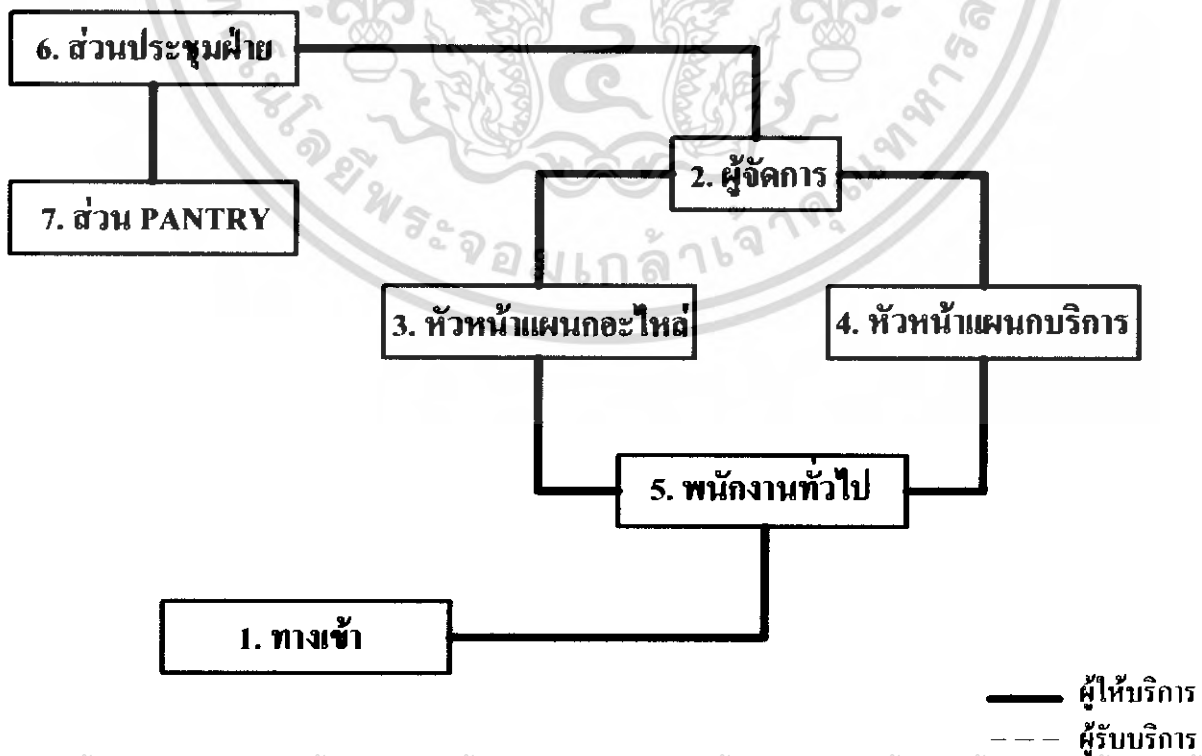 6. ส่วนประชุมฝ่าย
2. ผู้จัดการ
7. ส่วน PANTRY
3. หัวหน้าแผนกอะไหล่
4. หัวหน้าแผนกบริการ
5. พนักงานทั่วไป
1. ทางเข้า
ผู้ให้บริการ
ผู้รับบริการ